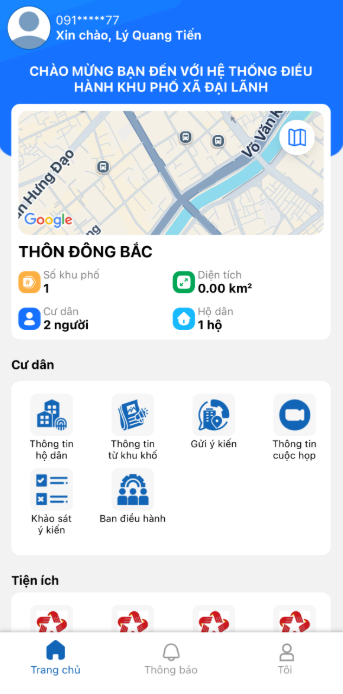 091*****77
Xin chào, Lý Quang Tiến
CHÀO MỪNG BẠN ĐẾN VỚI HỆ THỐNG ĐIỀU
HÀNH KHU PHỐ XÃ ĐẠI LÃNH
ần Hưng Đạo
Võ Văn K
Google
THÔN ĐÔNG BẮC
Số khu phố
1
Diện tích
0.00 km²
Cư dân
2 người
Hộ dân
1 hộ
Cư dân
Thông tin
hộ dân
Thông tin
từ khu khố
Gửi ý kiến
Thông tin
cuộc họp
Khảo sát
ý kiến
Ban điều hành
Tiện ích
Trang chủ
Thông báo
Tôi